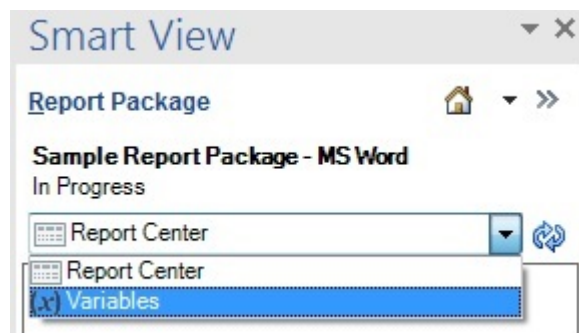 Smart View
Report Package
Sample Report Package - MS Word
In Progress
Report Center
Report Center
(x) Variables